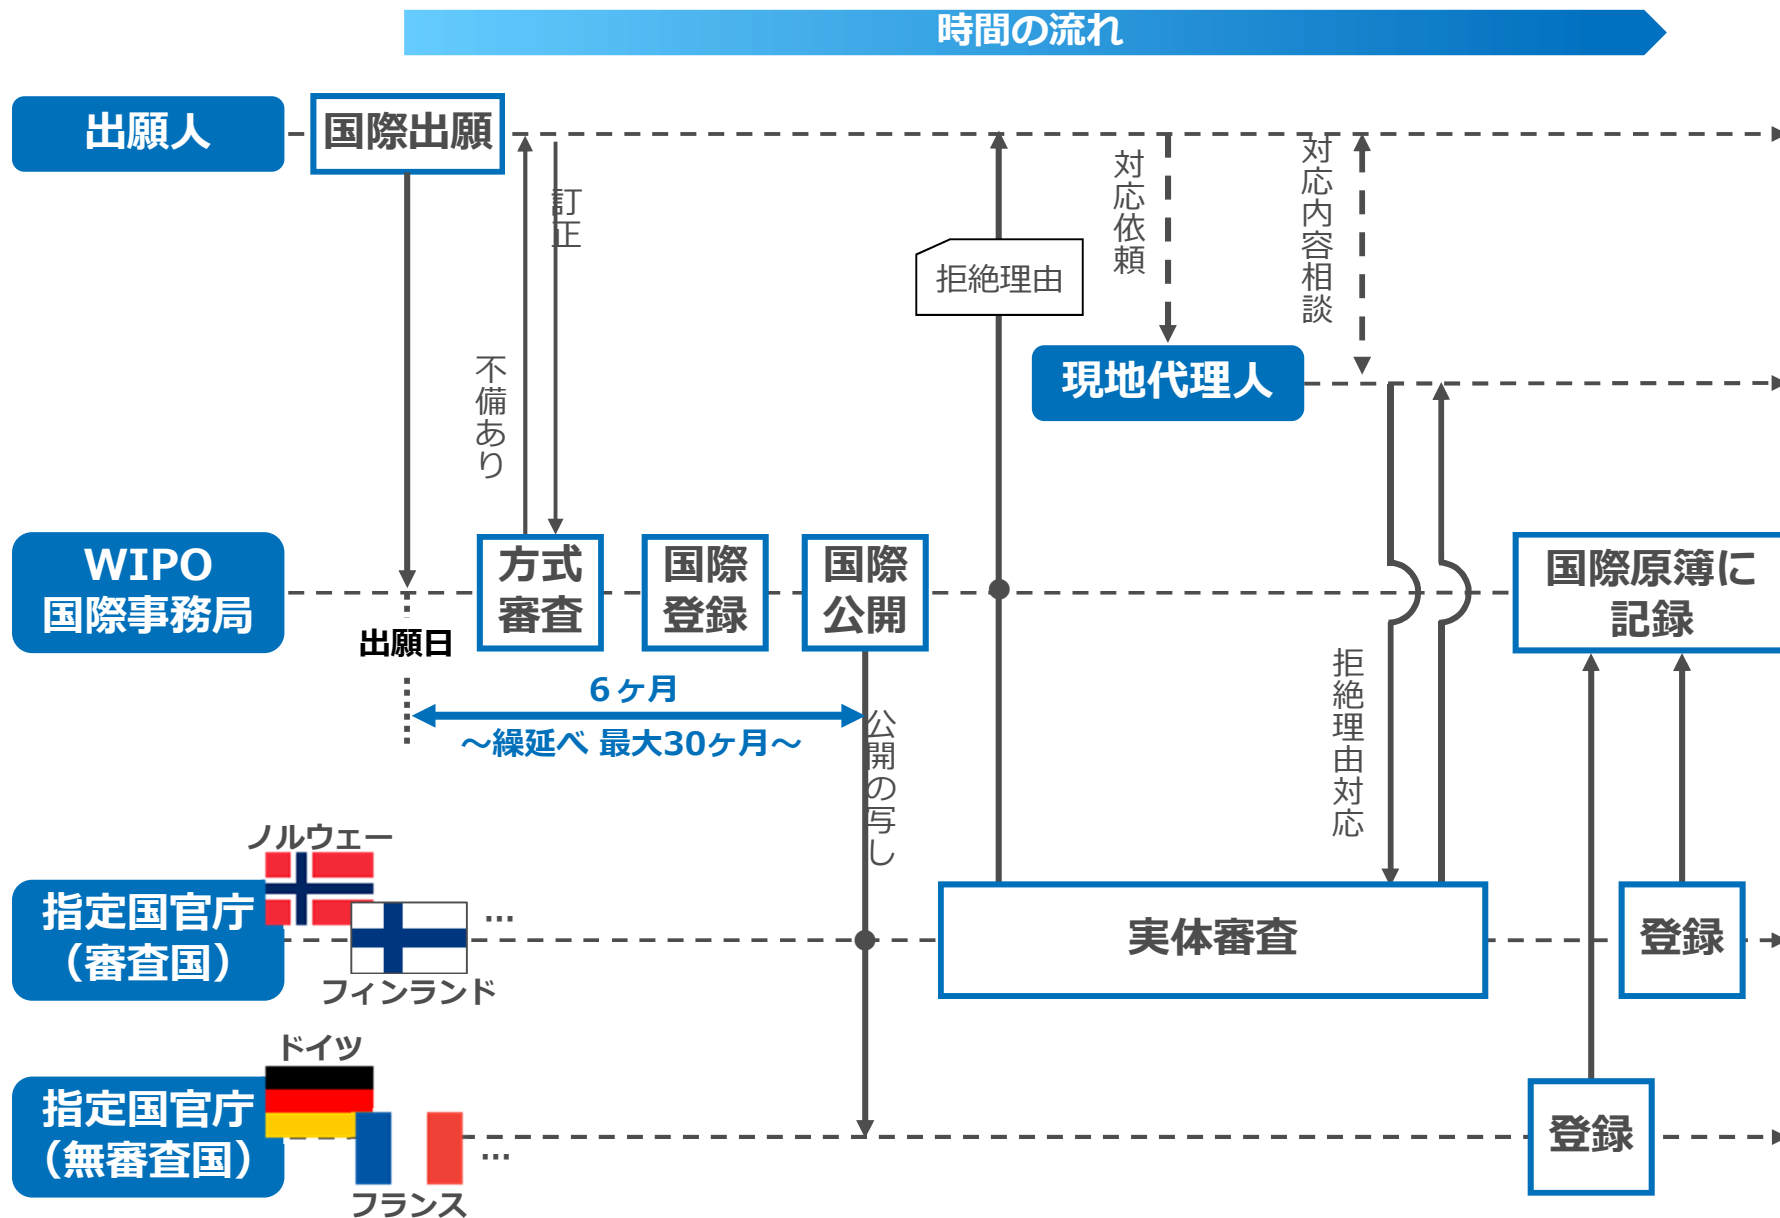 時間の流れ
出願人
国際出願
訂正
不備あり
拒絶理由
対応依頼
対応内容相談
現地代理人
WIPO
国際事務局
出願日
方式
審査
国際
登録
国際
公開
国際原簿に
記録
6ヶ月
～繰延べ 最大30ヶ月～
公開の写し
拒絶理由対応
ノルウェー
指定国官庁
（審査国）
…
フィンランド
実体審査
登録
ドイツ
指定国官庁
（無審査国）
…
フランス
登録